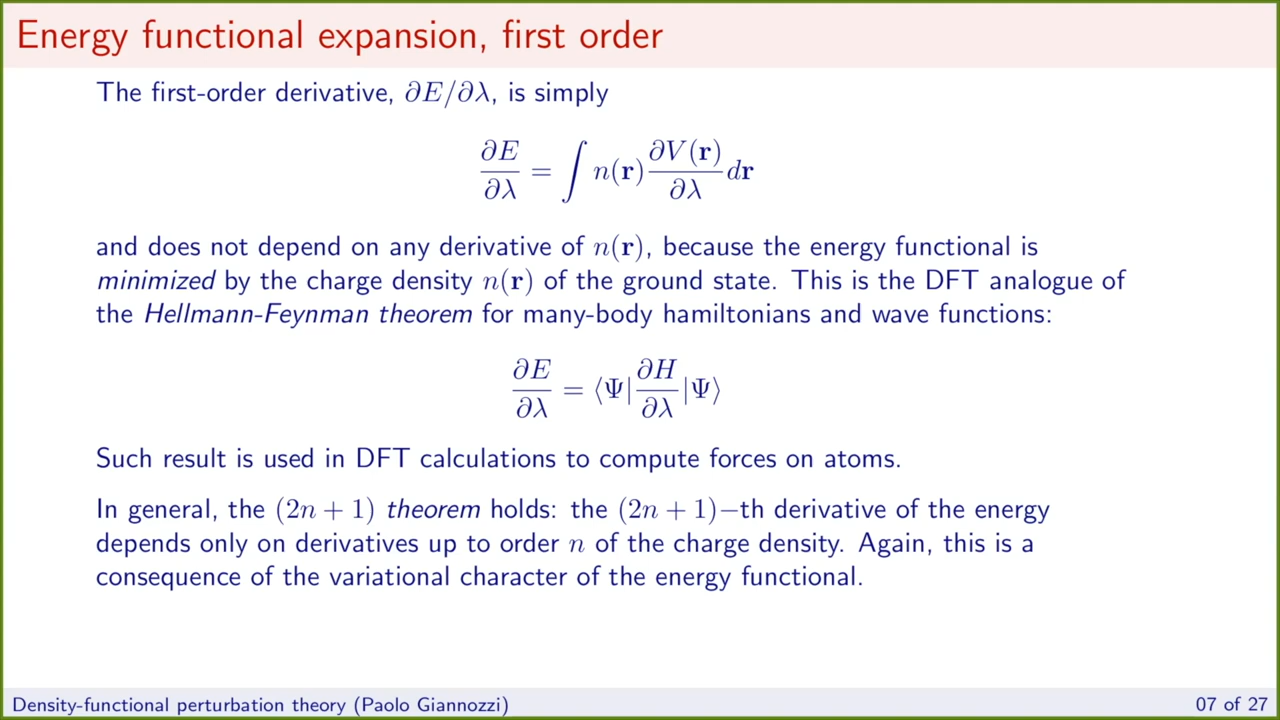 Energy functional expansion, first order
The first-order derivative, ∂E/∂λ, is simply
∂E/∂λ = ∫ n(r) ∂V(r)/∂λ dr
and does not depend on any derivative of n(r), because the energy functional is
minimized by the charge density n(r) of the ground state. This is the DFT analogue of
the Hellmann-Feynman theorem for many-body hamiltonians and wave functions:
∂E/∂λ = ⟨Ψ|∂H/∂λ|Ψ⟩
Such result is used in DFT calculations to compute forces on atoms.
In general, the (2n + 1) theorem holds: the (2n + 1)−th derivative of the energy
depends only on derivatives up to order n of the charge density. Again, this is a
consequence of the variational character of the energy functional.
Density-functional perturbation theory (Paolo Giannozzi)
07 of 27